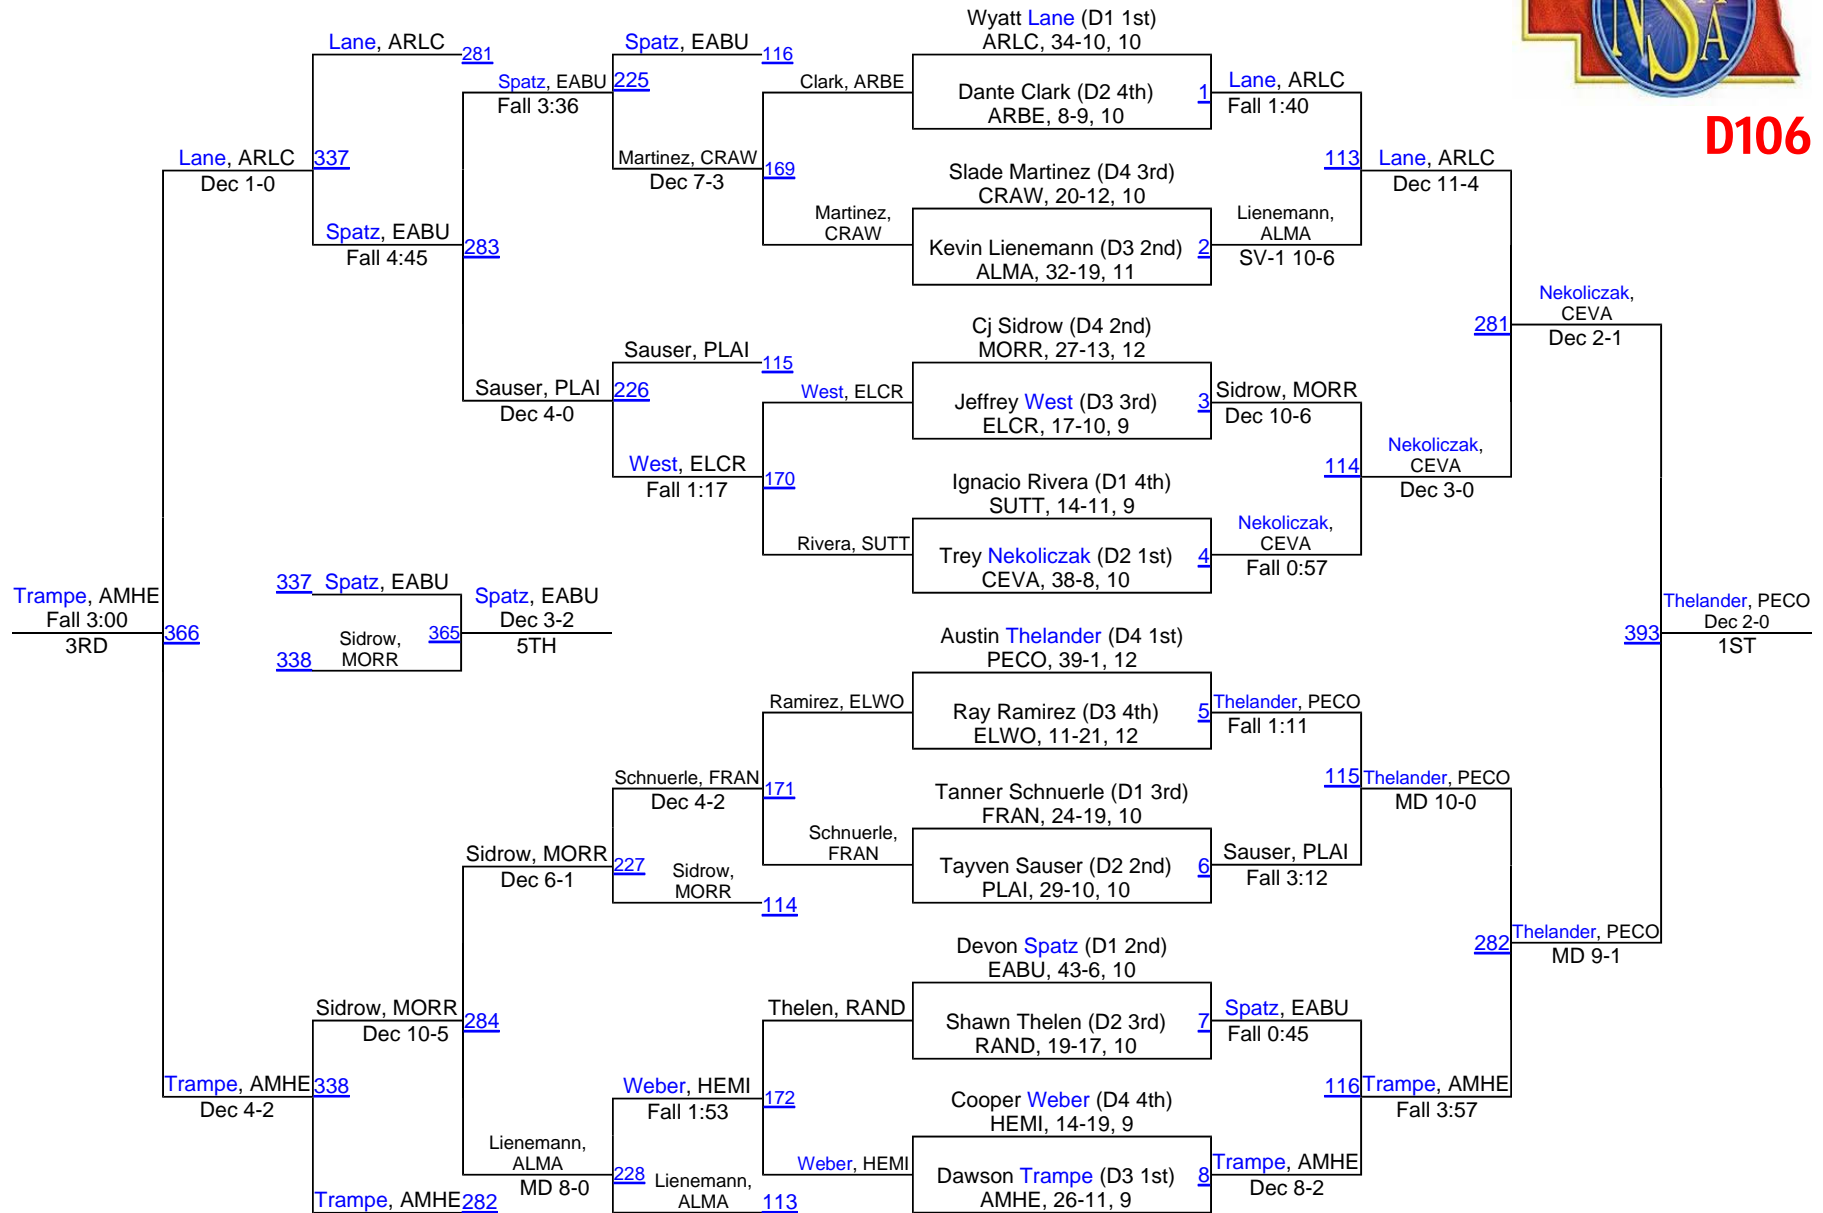 NSAA
D106
Wyatt Lane (D1 1st)
ARLC, 34-10, 10
Dante Clark (D2 4th)
ARBE, 8-9, 10
1
Slade Martinez (D4 3rd)
CRAW, 20-12, 10
Kevin Lienemann (D3 2nd)
ALMA, 32-19, 11
2
Cj Sidrow (D4 2nd)
MORR, 27-13, 12
Jeffrey West (D3 3rd)
ELCR, 17-10, 9
3
Ignacio Rivera (D1 4th)
SUTT, 14-11, 9
Trey Nekoliczak (D2 1st)
CEVA, 38-8, 10
4
Austin Thelander (D4 1st)
PECO, 39-1, 12
Ray Ramirez (D3 4th)
ELWO, 11-21, 12
5
Tanner Schnuerle (D1 3rd)
FRAN, 24-19, 10
Tayven Sauser (D2 2nd)
PLAI, 29-10, 10
6
Devon Spatz (D1 2nd)
EABU, 43-6, 10
Shawn Thelen (D2 3rd)
RAND, 19-17, 10
7
Cooper Weber (D4 4th)
HEMI, 14-19, 9
Dawson Trampe (D3 1st)
AMHE, 26-11, 9
8
Lane, ARLC
Fall 1:40
113
Lienemann,
ALMA
SV-1 10-6
Sidrow, MORR
Dec 10-6
114
Nekoliczak,
CEVA
Fall 0:57
Thelander, PECO
Fall 1:11
115
Sauser, PLAI
Fall 3:12
Spatz, EABU
Fall 0:45
116
Trampe, AMHE
Dec 8-2
Lane, ARLC
Dec 11-4
281
Nekoliczak,
CEVA
Dec 3-0
Thelander, PECO
MD 10-0
282
Trampe, AMHE
Fall 3:57
Nekoliczak,
CEVA
Dec 2-1
393
Thelander, PECO
MD 9-1
Thelander, PECO
Dec 2-0
1ST
Clark, ARBE
169
Martinez,
CRAW
West, ELCR
170
Rivera, SUTT
Ramirez, ELWO
171
Schnuerle,
FRAN
Thelen, RAND
172
Weber, HEMI
Spatz, EABU
116
225
Martinez, CRAW
Dec 7-3
Sauser, PLAI
115
226
West, ELCR
Fall 1:17
Schnuerle, FRAN
Dec 4-2
227
Sidrow,
MORR
114
Weber, HEMI
Fall 1:53
228
Lienemann,
ALMA
113
Spatz, EABU
Fall 3:36
283
Sauser, PLAI
Dec 4-0
Sidrow, MORR
Dec 6-1
284
Lienemann,
ALMA
MD 8-0
Lane, ARLC
281
337
Spatz, EABU
Fall 4:45
Sidrow, MORR
Dec 10-5
338
Trampe, AMHE
282
Lane, ARLC
Dec 1-0
366
Trampe, AMHE
Dec 4-2
Trampe, AMHE
Fall 3:00
3RD
337
Spatz, EABU
365
338
Sidrow,
MORR
Spatz, EABU
Dec 3-2
5TH